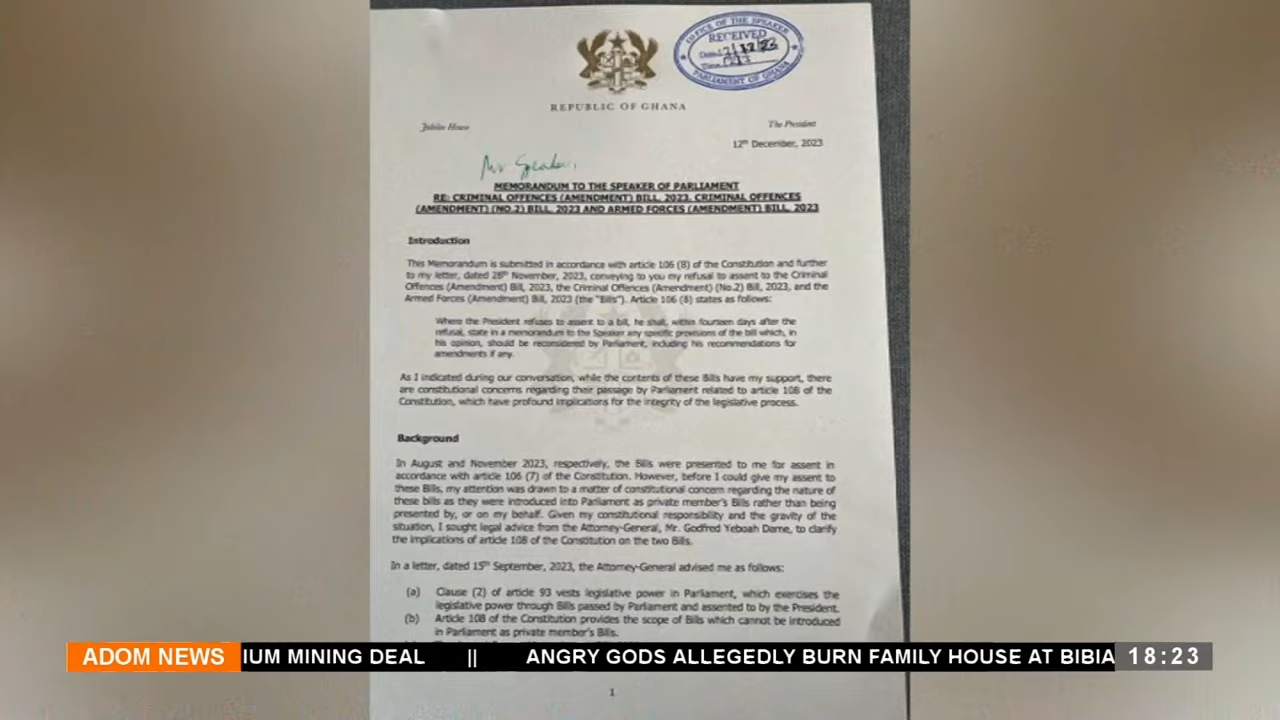 OFFICE OF THE SPEAKER
RECEIVED
Date:
Time:
PARLIAMENT OF GHANA
REPUBLIC OF GHANA
Jubilee House
The President
12th December, 2023
Mr Speaker,
MEMORANDUM TO THE SPEAKER OF PARLIAMENT
RE: CRIMINAL OFFENCES (AMENDMENT) BILL, 2023, CRIMINAL OFFENCES
(AMENDMENT) (NO.2) BILL, 2023 AND ARMED FORCES (AMENDMENT) BILL, 2023
Introduction
This Memorandum is submitted in accordance with article 106 (8) of the Constitution and further
to my letter, dated 28th November, 2023, conveying to you my refusal to assent to the Criminal
Offences (Amendment) Bill, 2023, the Criminal Offences (Amendment) (No.2) Bill, 2023, and the
Armed Forces (Amendment) Bill, 2023 (the "Bills"). Article 106 (8) states as follows:
Where the President refuses to assent to a bill, he shall, within fourteen days after the
refusal, state in a memorandum to the Speaker any specific provisions of the bill which, in
his opinion, should be reconsidered by Parliament, including his recommendations for
amendments if any.
As I indicated during our conversation, while the contents of these Bills have my support, there
are constitutional concerns regarding their passage by Parliament related to article 108 of the
Constitution, which have profound implications for the integrity of the legislative process.
Background
In August and November 2023, respectively, the Bills were presented to me for assent in
accordance with article 106 (7) of the Constitution. However, before I could give my assent to
these Bills, my attention was drawn to a matter of constitutional concern regarding the nature of
these bills as they were introduced into Parliament as private member's Bills rather than being
presented by, or on my behalf. Given my constitutional responsibility and the gravity of the
situation, I sought legal advice from the Attorney-General, Mr. Godfred Yeboah Dame, to clarify
the implications of article 108 of the Constitution on the two Bills.
In a letter, dated 15th September, 2023, the Attorney-General advised me as follows:
(a) Clause (2) of article 93 vests legislative power in Parliament, which exercises the
legislative power through Bills passed by Parliament and assented to by the President.
(b) Article 108 of the Constitution provides the scope of Bills which cannot be introduced
in Parliament as private member's Bills.
ADOM NEWS IUM MINING DEAL || ANGRY GODS ALLEGEDLY BURN FAMILY HOUSE AT BIBIA 18:23
1